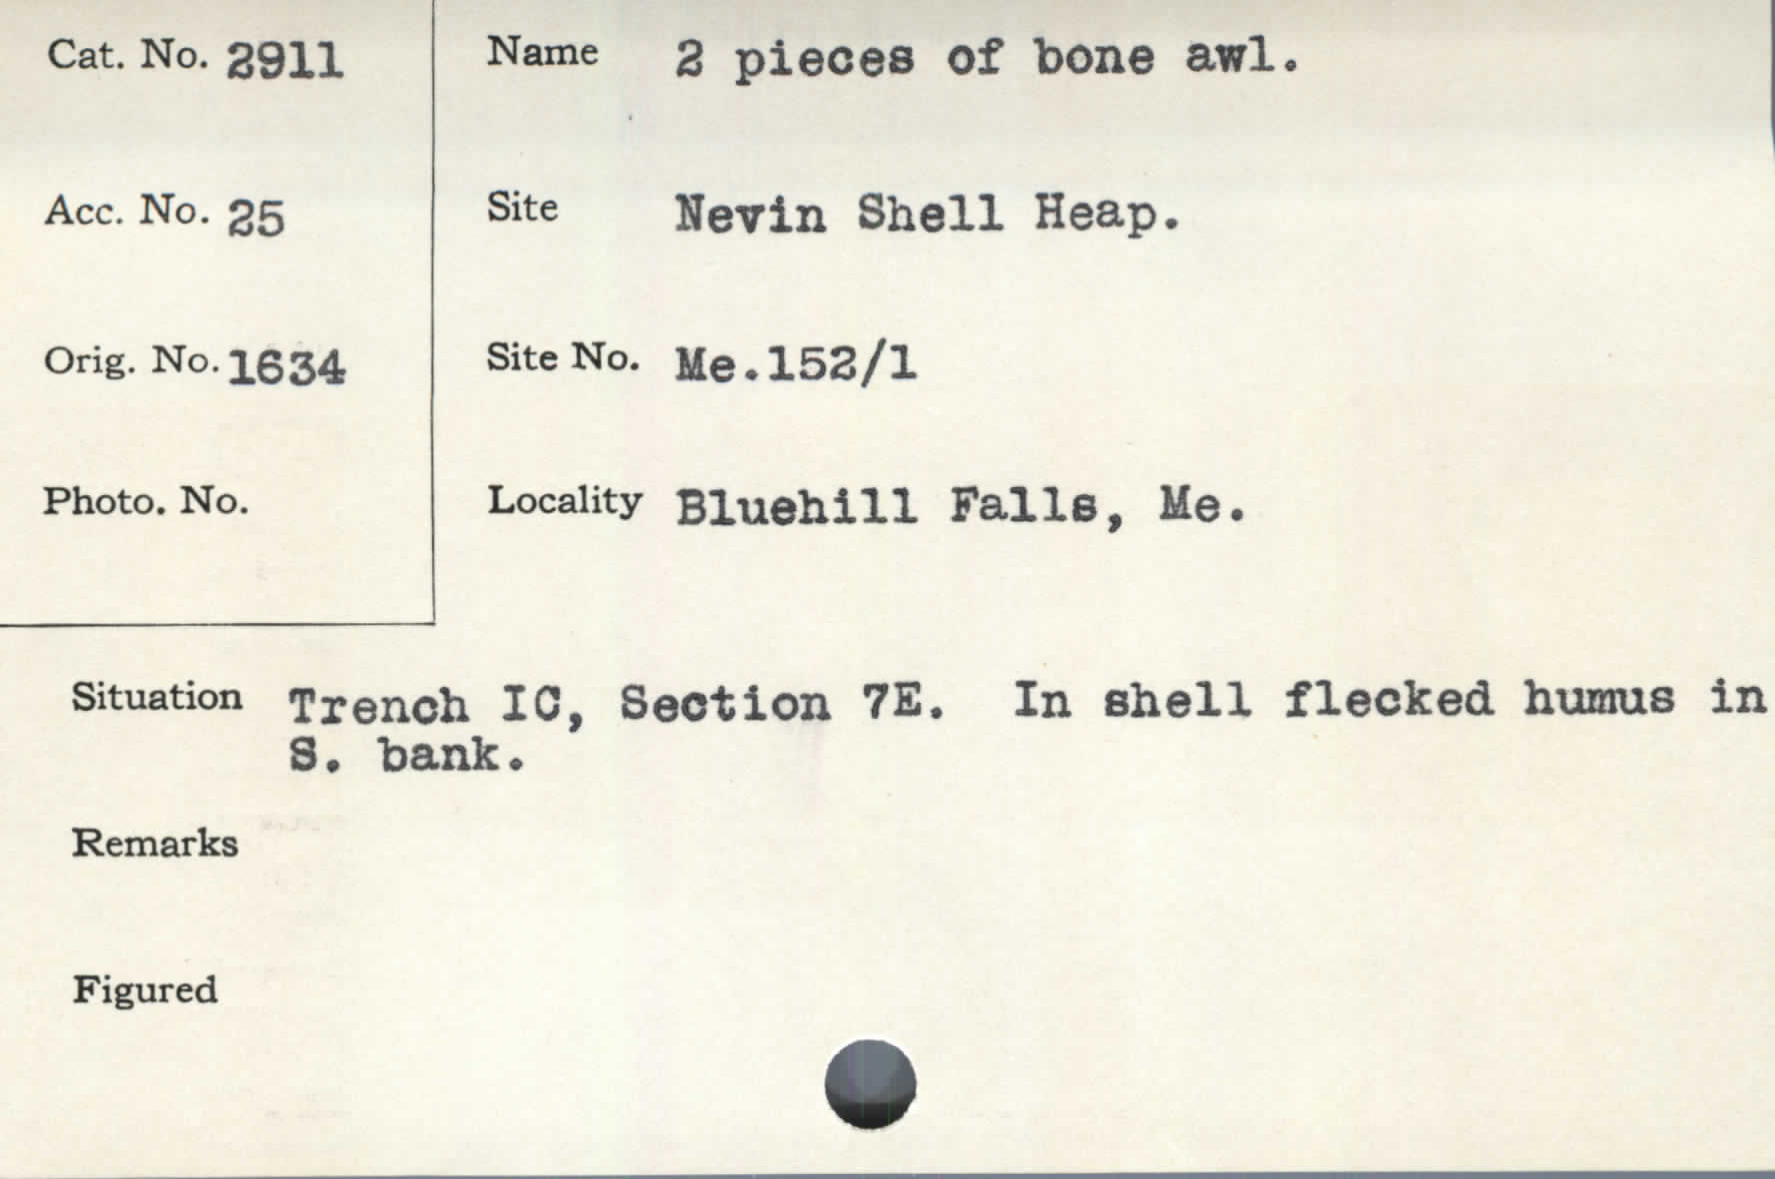 Cat. No. 2911
Name 2 pieces of bone awl.
Acc. No. 25
Site Nevin Shell Heap.
Orig. No. 1634
Site No. Me.152/1
Photo. No.
Locality Bluehill Falls, Me.
Situation Trench IC, Section 7E. In shell flecked humus in
S. bank.
Remarks
Figured